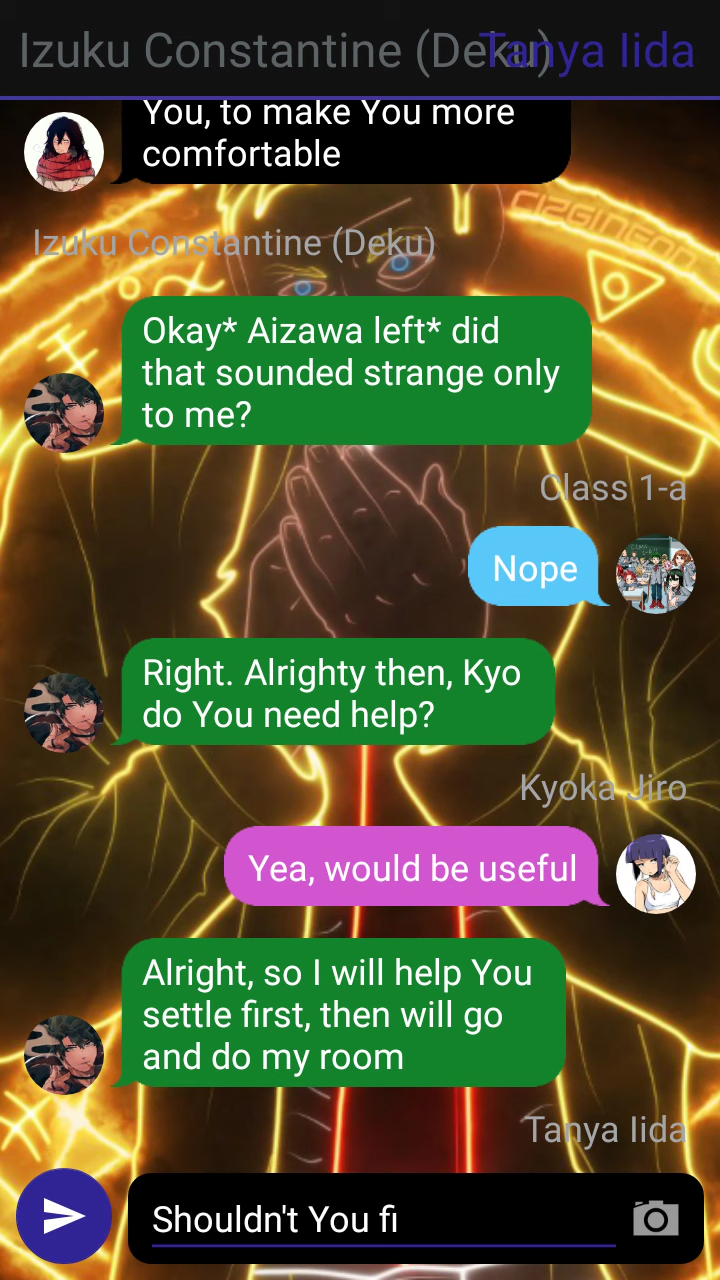 Izuku Constantine (Deku) Tanya Iida
You, to make You more
comfortable
Izuku Constantine (Deku)
Okay* Aizawa left* did
that sounded strange only
to me?
Class 1-a
Nope
Right. Alrighty then, Kyo
do You need help?
Kyoka Jiro
Yea, would be useful
Alright, so I will help You
settle first, then will go
and do my room
Tanya Iida
Shouldn't You fi